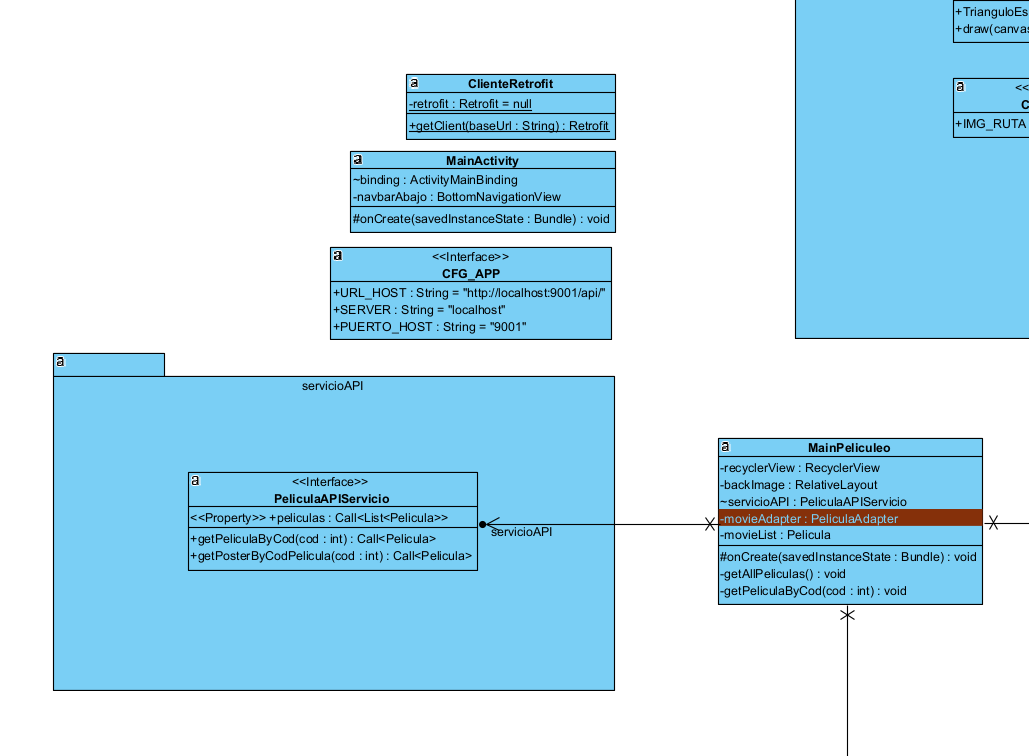 +TrianguloEs
+draw(canva
ClienteRetrofit
-retrofit : Retrofit = null
+getClient(baseUrl : String) : Retrofit
<<
C
+IMG_RUTA
MainActivity
~binding : ActivityMainBinding
-navbarAbajo : BottomNavigationView
#onCreate(savedInstanceState : Bundle) : void
<<Interface>>
CFG_APP
+URL_HOST : String = "http://localhost:9001/api/"
+SERVER : String = "localhost"
+PUERTO_HOST : String = "9001"
servicioAPI
<<Interface>>
PeliculaAPIServicio
<<Property>> +peliculas : Call<List<Pelicula>>
+getPeliculaByCod(cod : int) : Call<Pelicula>
+getPosterByCodPelicula(cod : int) : Call<Pelicula>
servicioAPI
MainPeliculeo
-recyclerView : RecyclerView
-backImage : RelativeLayout
~servicioAPI : PeliculaAPIServicio
-movieAdapter : PeliculaAdapter
-movieList : Pelicula
#onCreate(savedInstanceState : Bundle) : void
-getAllPeliculas() : void
-getPeliculaByCod(cod : int) : void